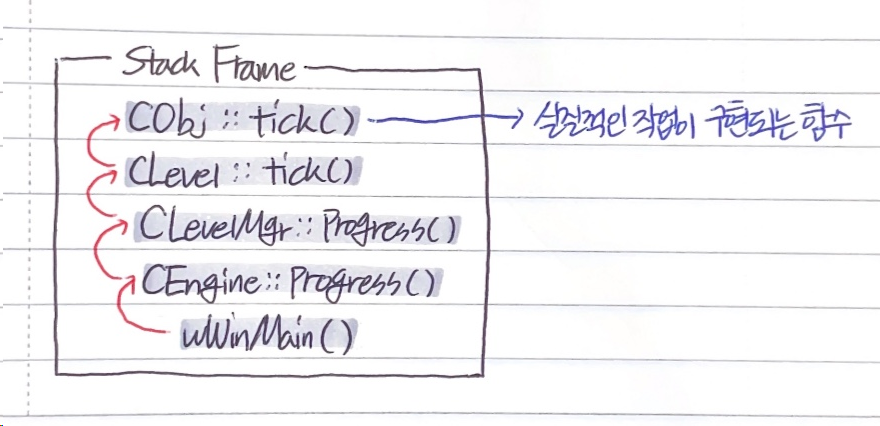 Stack Frame
CObj :: tick() → 실질적인 작업이 구현되는 함수
CLevel :: tick()
CLevelMgr :: Progress()
CEngine :: Progress()
wWinMain()